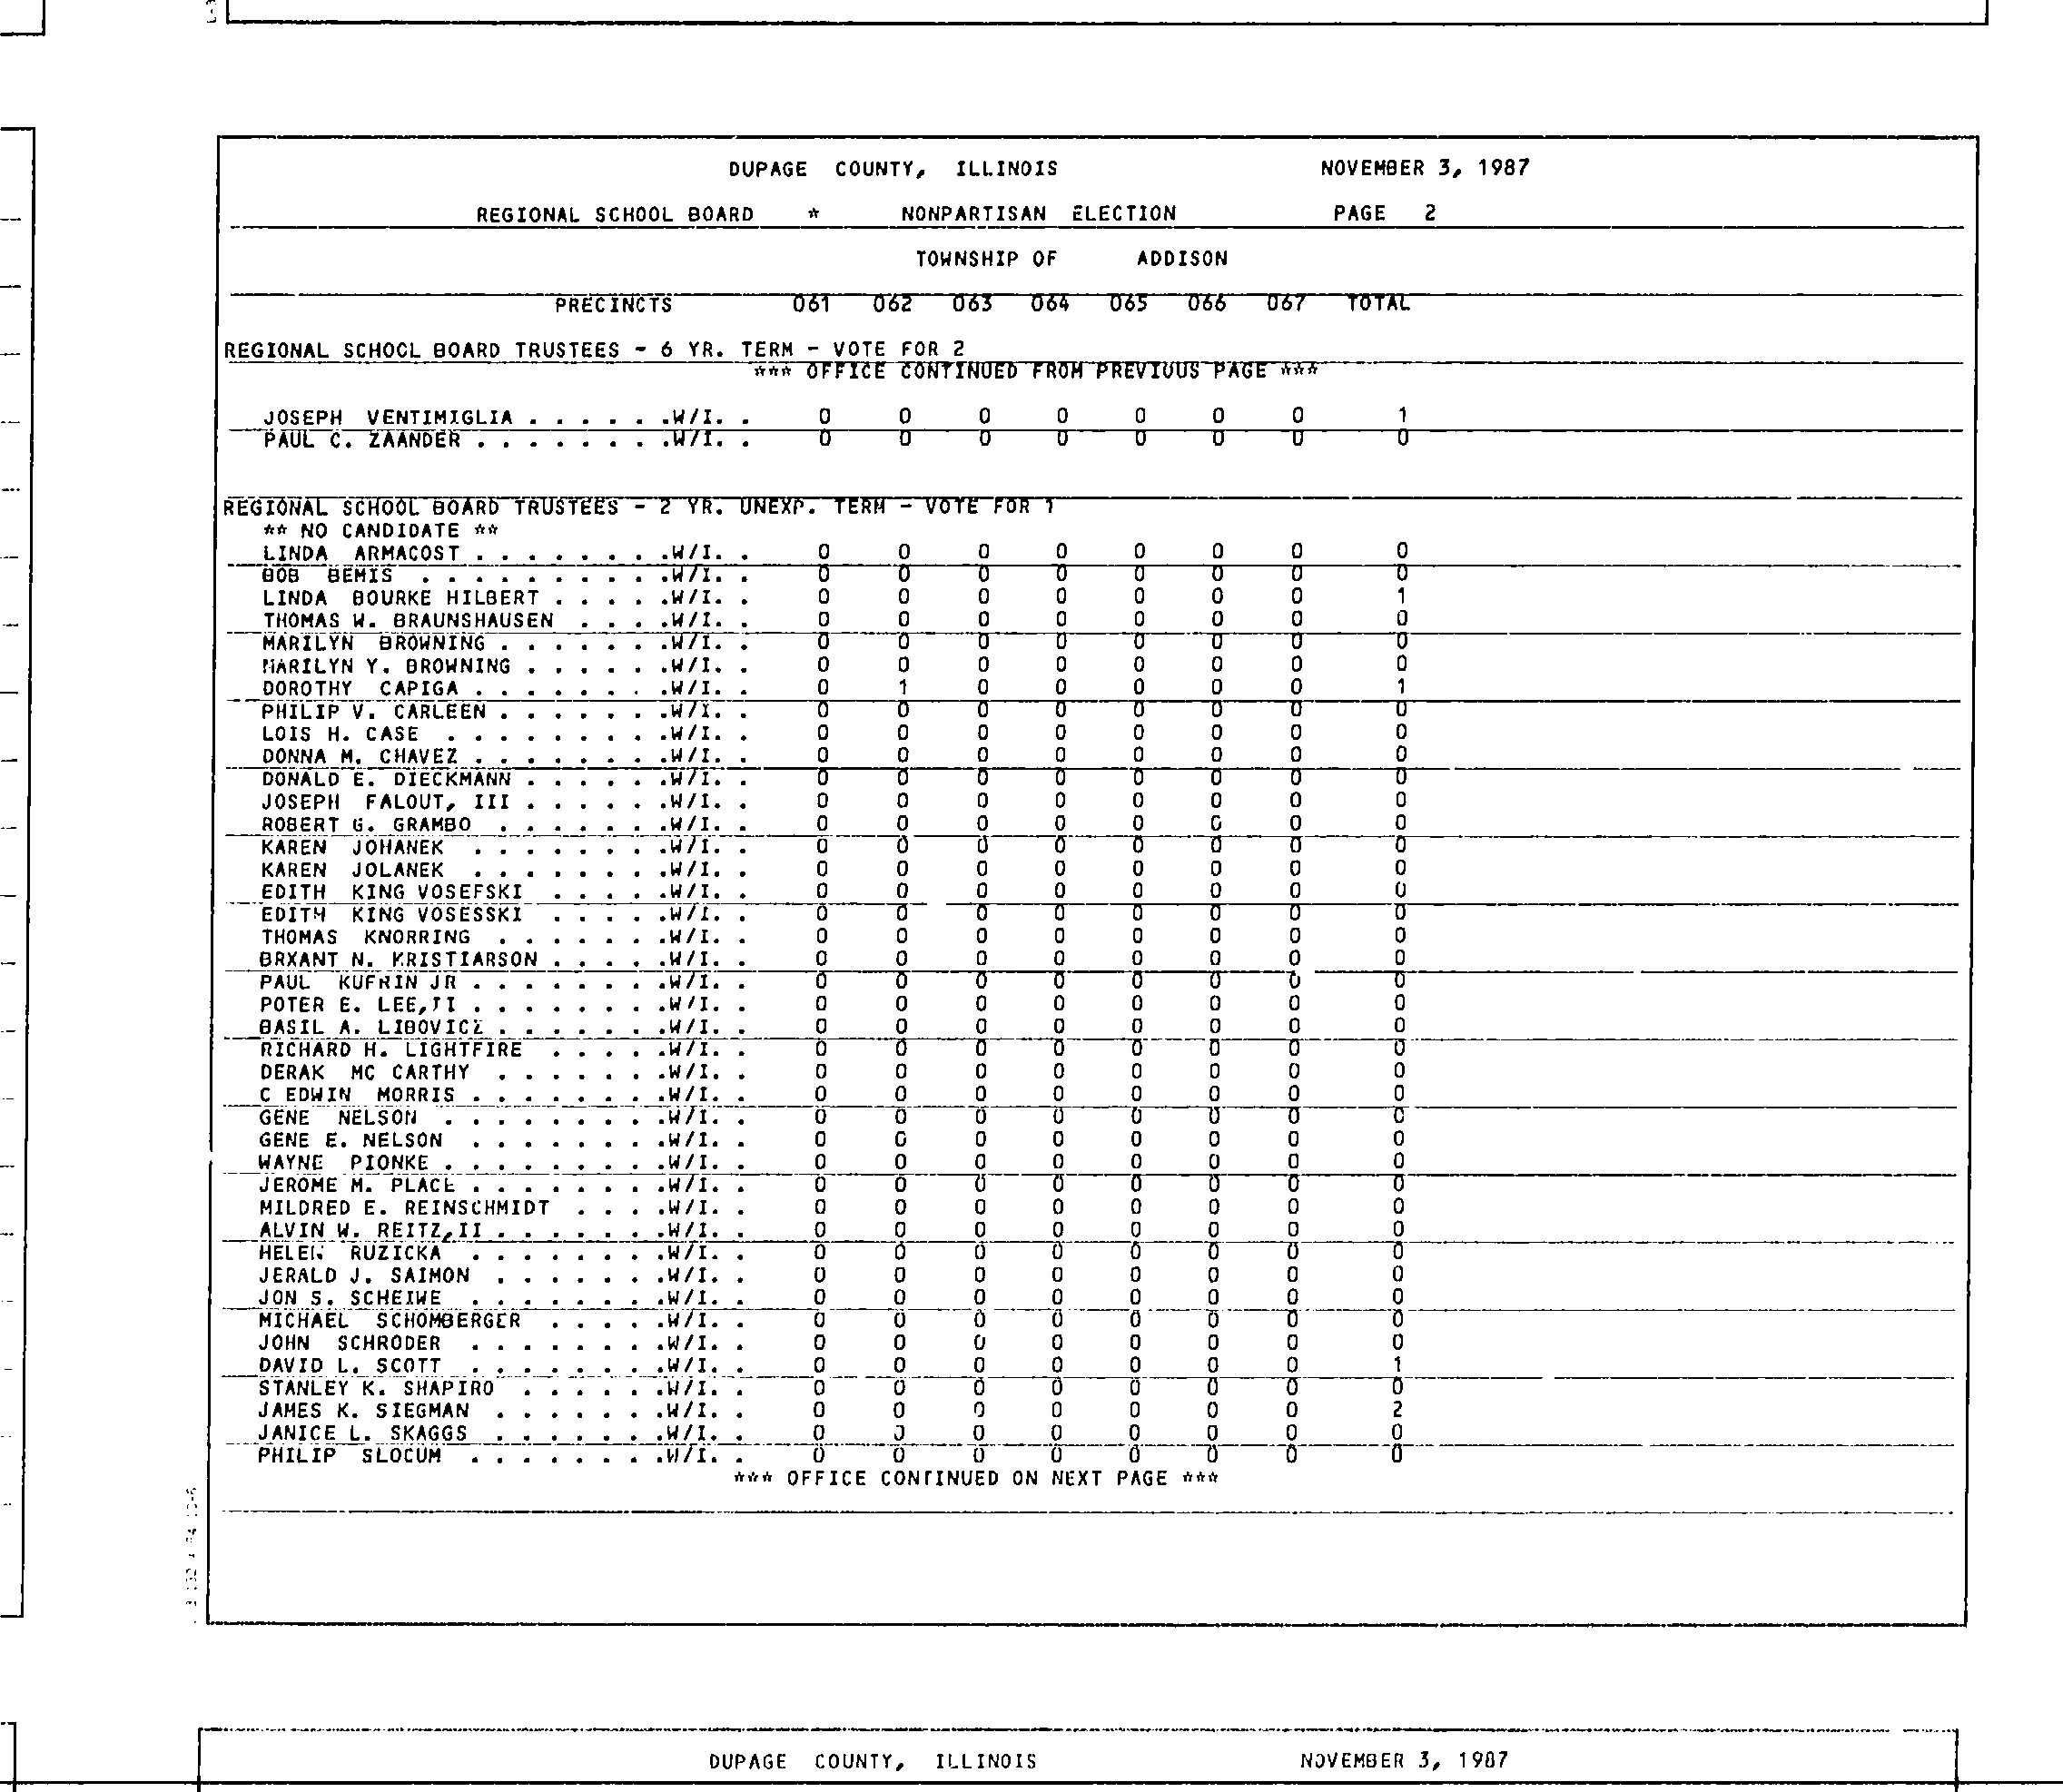 DUPAGE COUNTY, ILLINOIS NOVEMBER 3, 1987
REGIONAL SCHOOL BOARD * NONPARTISAN ELECTION PAGE 2
TOWNSHIP OF ADDISON
PRECINCTS 061 062 063 064 065 066 067 TOTAL
REGIONAL SCHOOL BOARD TRUSTEES - 6 YR. TERM - VOTE FOR 2
*** OFFICE CONTINUED FROM PREVIOUS PAGE ***
JOSEPH VENTIMIGLIA . . . . . .W/I. . 0 0 0 0 0 0 0 1
PAUL C. ZAANDER . . . . . . . .W/I. . 0 0 0 0 0 0 0 0
REGIONAL SCHOOL BOARD TRUSTEES - 2 YR. UNEXP. TERM - VOTE FOR 1
** NO CANDIDATE **
LINDA ARMACOST . . . . . . . .W/I. . 0 0 0 0 0 0 0 0
BOB BEMIS . . . . . . . . . .W/I. . 0 0 0 0 0 0 0 0
LINDA BOURKE HILBERT . . . . .W/I. . 0 0 0 0 0 0 0 1
THOMAS W. BRAUNSHAUSEN . . . .W/I. . 0 0 0 0 0 0 0 0
MARILYN BROWNING . . . . . . .W/I. . 0 0 0 0 0 0 0 0
MARILYN Y. BROWNING . . . . . .W/I. . 0 0 0 0 0 0 0 0
DOROTHY CAPIGA . . . . . . . .W/I. . 0 1 0 0 0 0 0 1
PHILIP V. CARLEEN . . . . . . .W/I. . 0 0 0 0 0 0 0 0
LOIS H. CASE . . . . . . . . .W/I. . 0 0 0 0 0 0 0 0
DONNA M. CHAVEZ . . . . . . . .W/I. . 0 0 0 0 0 0 0 0
DONALD E. DIECKMANN . . . . . .W/I. . 0 0 0 0 0 0 0 0
JOSEPH FALOUT, III . . . . . .W/I. . 0 0 0 0 0 0 0 0
ROBERT G. GRAMBO . . . . . . .W/I. . 0 0 0 0 0 0 0 0
KAREN JOHANEK . . . . . . . .W/I. . 0 0 0 0 0 0 0 0
KAREN JOLANEK . . . . . . . .W/I. . 0 0 0 0 0 0 0 0
EDITH KING VOSEFSKI . . . . .W/I. . 0 0 0 0 0 0 0 0
EDITH KING VOSESSKI . . . . .W/I. . 0 0 0 0 0 0 0 0
THOMAS KNORRING . . . . . . .W/I. . 0 0 0 0 0 0 0 0
BRXANT N. KRISTIARSON . . . . .W/I. . 0 0 0 0 0 0 0 0
PAUL KUFRIN JR . . . . . . . .W/I. . 0 0 0 0 0 0 0 0
POTER E. LEE,II . . . . . . . .W/I. . 0 0 0 0 0 0 0 0
BASIL A. LIBOVICZ . . . . . . .W/I. . 0 0 0 0 0 0 0 0
RICHARD H. LIGHTFIRE . . . . .W/I. . 0 0 0 0 0 0 0 0
DERAK MC CARTHY . . . . . . .W/I. . 0 0 0 0 0 0 0 0
C EDWIN MORRIS . . . . . . . .W/I. . 0 0 0 0 0 0 0 0
GENE NELSON . . . . . . . . .W/I. . 0 0 0 0 0 0 0 0
GENE E. NELSON . . . . . . . .W/I. . 0 0 0 0 0 0 0 0
WAYNE PIONKE . . . . . . . . .W/I. . 0 0 0 0 0 0 0 0
JEROME M. PLACE . . . . . . . .W/I. . 0 0 0 0 0 0 0 0
MILDRED E. REINSCHMIDT . . . .W/I. . 0 0 0 0 0 0 0 0
ALVIN W. REITZ,II . . . . . . .W/I. . 0 0 0 0 0 0 0 0
HELEN RUZICKA . . . . . . . .W/I. . 0 0 0 0 0 0 0 0
JERALD J. SAIMON . . . . . . .W/I. . 0 0 0 0 0 0 0 0
JON S. SCHEIWE . . . . . . . .W/I. . 0 0 0 0 0 0 0 0
MICHAEL SCHOMBERGER . . . . .W/I. . 0 0 0 0 0 0 0 0
JOHN SCHRODER . . . . . . . .W/I. . 0 0 0 0 0 0 0 0
DAVID L. SCOTT . . . . . . . .W/I. . 0 0 0 0 0 0 0 1
STANLEY K. SHAPIRO . . . . . .W/I. . 0 0 0 0 0 0 0 0
JAMES K. SIEGMAN . . . . . . .W/I. . 0 0 0 0 0 0 0 2
JANICE L. SKAGGS . . . . . . .W/I. . 0 0 0 0 0 0 0 0
PHILIP SLOCUM . . . . . . . .W/I. . 0 0 0 0 0 0 0 0
*** OFFICE CONTINUED ON NEXT PAGE ***
DUPAGE COUNTY, ILLINOIS NOVEMBER 3, 1987